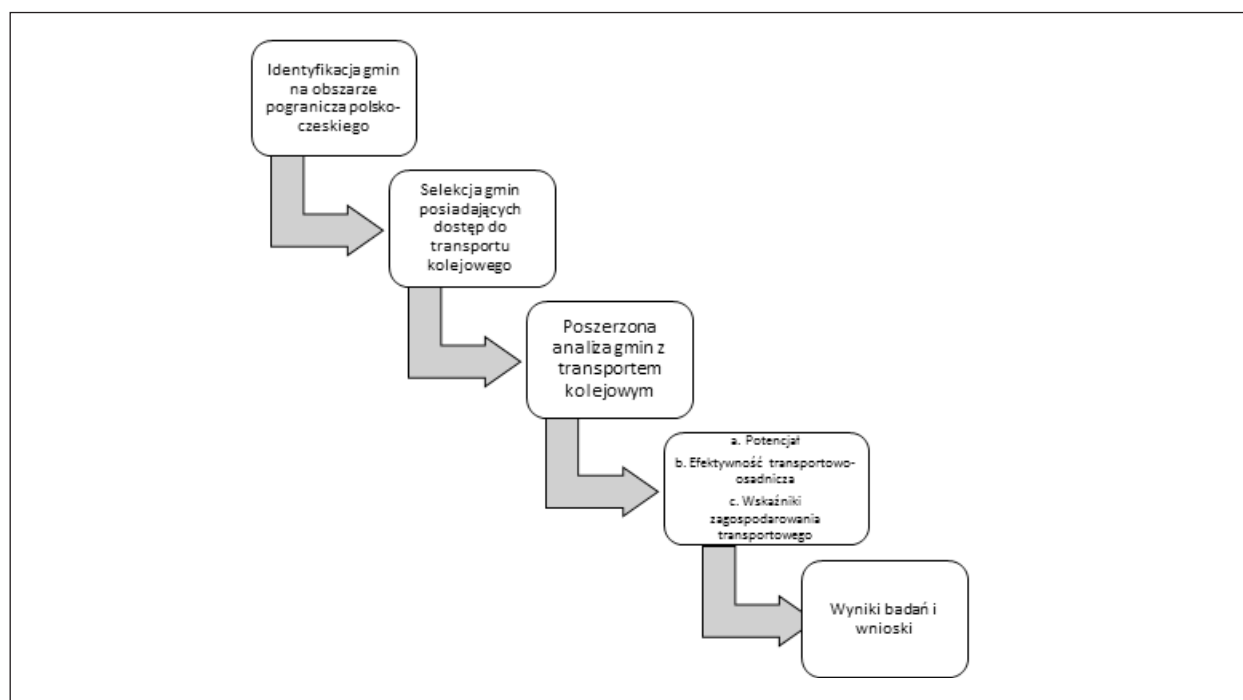 Identyfikacja gmin
na obszarze
pogranicza polsko-
czeskiego
Selekcja gmin
posiadających
dostęp do
transportu
kolejowego
Poszerzona
analiza gmin z
transportem
kolejowym
a. Potencjał
b. Efektywność transportowo-
osadnicza
c. Wskaźniki
zagospodarowania
transportowego
Wyniki badań i
wnioski